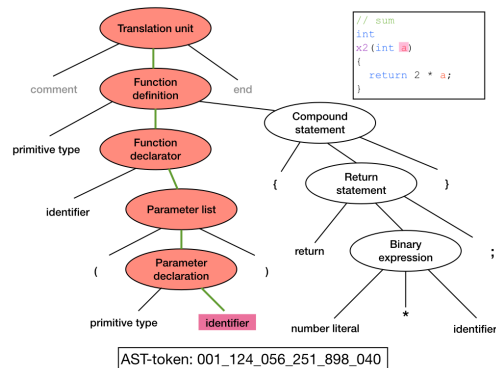 // sum
int
x2(int a)
{
return 2 * a;
}
Translation unit
comment
Function
definition
end
primitive type
Function
declarator
Compound
statement
identifier
Parameter list
{
Return
statement
}
(
Parameter
declaration
)
return
Binary
expression
;
primitive type
identifier
number literal
*
identifier
AST-token: 001_124_056_251_898_040